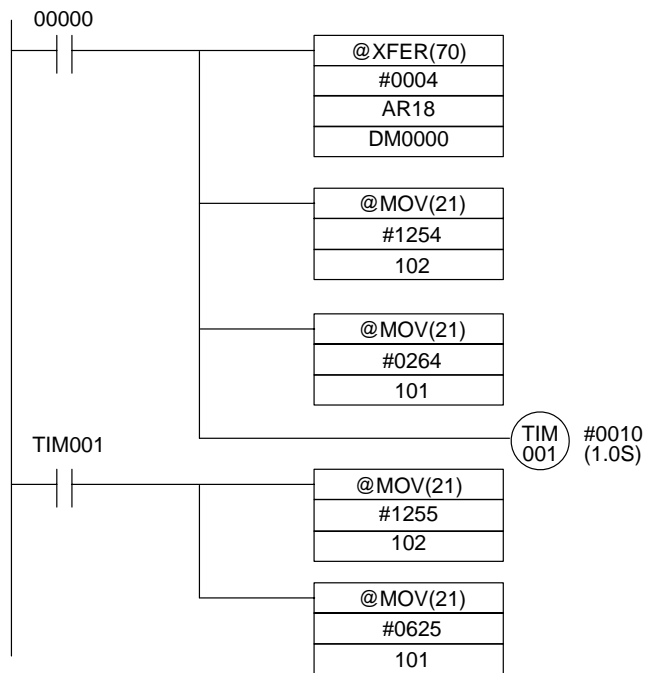 00000
@XFER(70)
#0004
AR18
DM0000
@MOV(21)
#1254
102
@MOV(21)
#0264
101
TIM
001
#0010
(1.0S)
TIM001
@MOV(21)
#1255
102
@MOV(21)
#0625
101